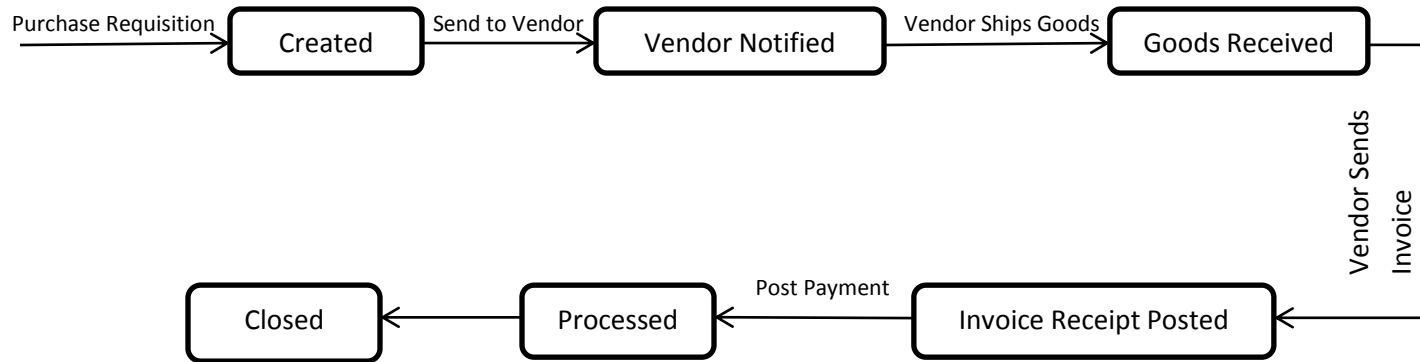 Purchase Requisition
Created
Send to Vendor
Vendor Notified
Vendor Ships Goods
Goods Received
Vendor Sends
Invoice
Invoice Receipt Posted
Post Payment
Processed
Closed